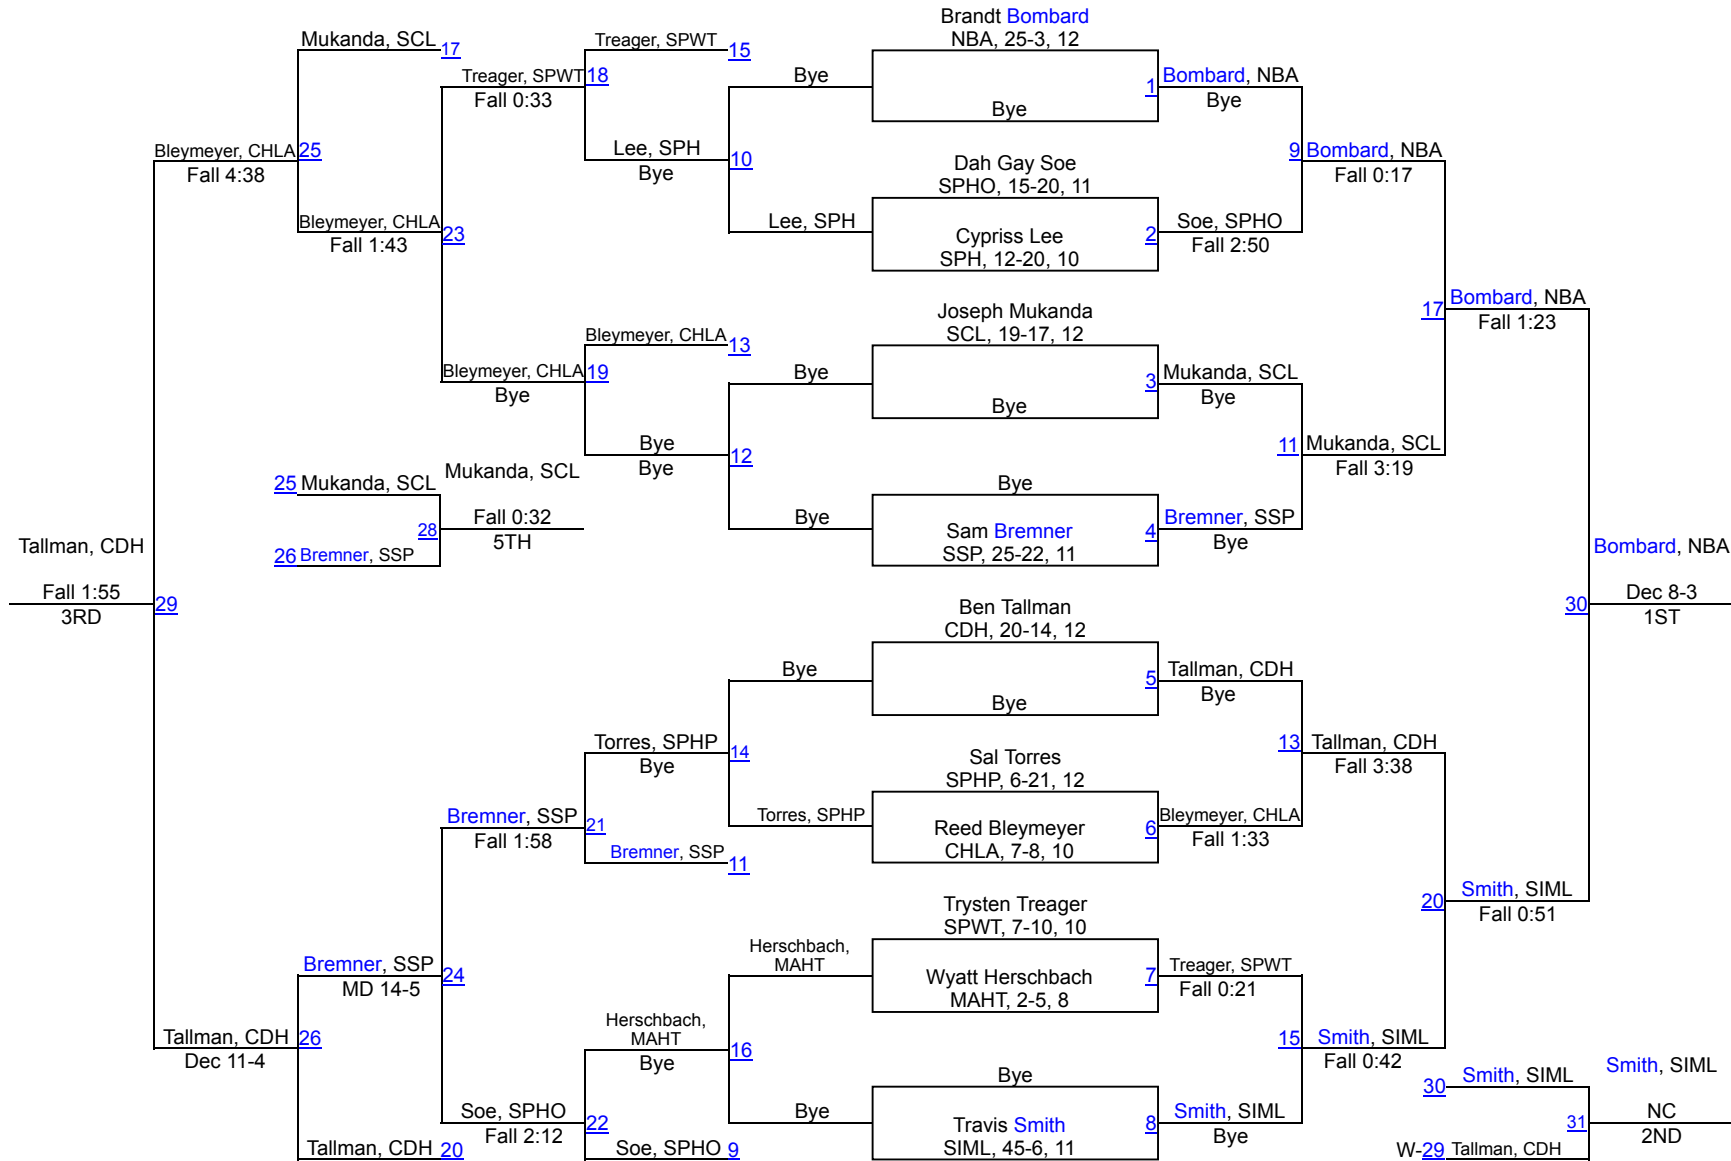 Brandt Bombard
NBA, 25-3, 12
Mukanda, SCL 17
Treager, SPWT 15
Treager, SPWT 18
Fall 0:33
Bye
Bye
1 Bombard, NBA
Bye
Bleymeyer, CHLA 25
Fall 4:38
Lee, SPH 10
Bye
Dah Gay Soe
SPHO, 15-20, 11
9 Bombard, NBA
Fall 0:17
Bleymeyer, CHLA 23
Fall 1:43
Lee, SPH
Cypriss Lee
SPH, 12-20, 10
2 Soe, SPHO
Fall 2:50
Joseph Mukanda
SCL, 19-17, 12
17 Bombard, NBA
Fall 1:23
Bleymeyer, CHLA 13
Bleymeyer, CHLA 19
Bye
Bye
Bye
3 Mukanda, SCL
Bye
Bye 12
Bye
11 Mukanda, SCL
Fall 3:19
25 Mukanda, SCL
Mukanda, SCL
28 Fall 0:32
5TH
26 Bremner, SSP
Bye
Bye
Sam Bremner
SSP, 25-22, 11
4 Bremner, SSP
Bye
Tallman, CDH
Fall 1:55 29
3RD
Bombard, NBA
30 Dec 8-3
1ST
Ben Tallman
CDH, 20-14, 12
Bye
Bye
5 Tallman, CDH
Bye
Torres, SPHP 14
Bye
Sal Torres
SPHP, 6-21, 12
13 Tallman, CDH
Fall 3:38
Bremner, SSP 21
Fall 1:58
Torres, SPHP
Reed Bleymeyer
CHLA, 7-8, 10
6 Bleymeyer, CHLA
Fall 1:33
Bremner, SSP 11
Trysten Treager
SPWT, 7-10, 10
20 Smith, SIML
Fall 0:51
Bremner, SSP 24
MD 14-5
Herschbach,
MAHT
Wyatt Herschbach
MAHT, 2-5, 8
7 Treager, SPWT
Fall 0:21
Tallman, CDH 26
Dec 11-4
Herschbach,
MAHT 16
Bye
Bye
15 Smith, SIML
Fall 0:42
30 Smith, SIML
Smith, SIML
Soe, SPHO 22
Fall 2:12
Bye
Travis Smith
SIML, 45-6, 11
8 Smith, SIML
Bye
31 NC
2ND
Tallman, CDH 20
Soe, SPHO 9
W-29 Tallman, CDH